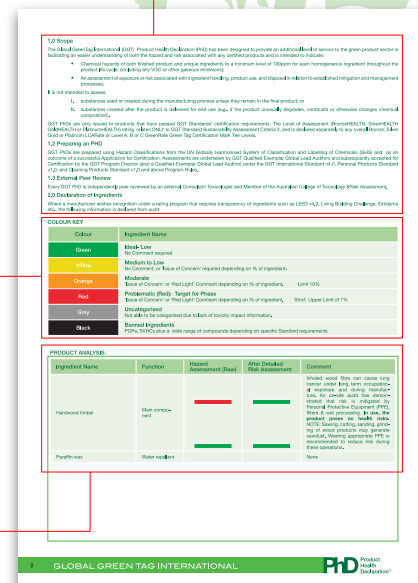 1.0 Scope
The Global GreenTag International (GGT) Product Health Declaration (PhD) has been designed to provide an additional level of service to the green product sector in
facilitating an easier understanding of both the hazard and risk associated with any certified products and is intended to indicate:
• Chemical hazards of both finished product and unique ingredients to a minimum level of 100ppm for each homogeneous ingredient throughout the
product life cycle, (including any VOC or other gaseous emissions).
• An assessment of exposure or risk associated with ingredient handling, product use, and disposal in relation to established mitigation and management
processes;
It is not intended to assess:
i. substances used or created during the manufacturing process unless they remain in the final product; or
ii. substances created after the product is delivered for end use (e.g., if the product unusually degrades, combusts or otherwise changes chemical
composition).
GGT PhDs are only issued to products that have passed GGT Standards' certification requirements. The Level of Assessment (BronzeHEALTH, SilverHEALTH
GoldHEALTH or PlatinumHEALTH) rating, relates ONLY to GGT Standard Sustainability Assessment Criteria 3, and is declared separately to any overall Bronze, Silver
Gold or Platinum LCARate or Level A, B or C GreenRate Green Tag Certification Mark Tier Levels.
1.2 Preparing an PHD
GGT PhDs are prepared using Hazard Classifications from the UN Globally Harmonised System of Classification and Labelling of Chemicals (GHS) and as an
outcome of a successful Application for Certification. Assessments are undertaken by GGT Qualified Exemplar Global Lead Auditors and subsequently accepted for
Certification by the GGT Program Director (also a Qualified Exemplar Global Lead Auditor) under the GGT International Standard v4.0, Personal Products Standard
v1.0, and Cleaning Products Standard v1.0 and above Program Rules.
1.3 External Peer Review
Every GGT PhD is independently peer reviewed by an external Consultant Toxicologist and Member of the Australian College of Toxicology &Risk Assessment.
2.0 Declaration of Ingredients
Where a manufacturer wishes recognition under a rating program that requires transparency of ingredients such as LEED v4.0, Living Building Challenge, Estidama
etc., the following information is declared from audit:
COLOUR KEY
Colour Ingredient Name
Green Ideal- Low
No Comment required
Yellow Medium to Low
No Comment, or 'Issue of Concern' required depending on % of ingredient.
Orange Moderate
'Issue of Concern' or 'Red Light' Comment depending on % of ingredient. Limit 10%
Red Problematic (Red): Target for Phase
'Issue of Concern' or 'Red Light' Comment depending on % of ingredient. Strict Upper Limit of 1%
Grey Uncategorised
Not able to be categorised due to lack of toxicity impact information.
Black Banned Ingredients
POPs, SVHCs plus a wide range of compounds depending on specific Standard requirements
PRODUCT ANALYSIS:
Ingredient Name Function Hazard Assessment (Raw) After Detailed Risk Assessment Comment
Hardwood timber Main compo-
nent
Inhaled wood fibre can cause lung
cancer under long term occupation-
al exposure and during manufac-
ture. An on-site audit has demon-
strated that risk is mitigated by
Personal Protective Equipment (PPE),
filters & wet processing. In use, the
product poses no health risks.
NOTE: Sawing, cutting, sanding, grind-
ing of wood products may generate
sawdust. Wearing appropriate PPE is
recommended to reduce risk during
these operations.
Paraffin wax Water repellent None
2 GLOBAL GREEN TAG INTERNATIONAL
PhD Product
Health
Declaration™